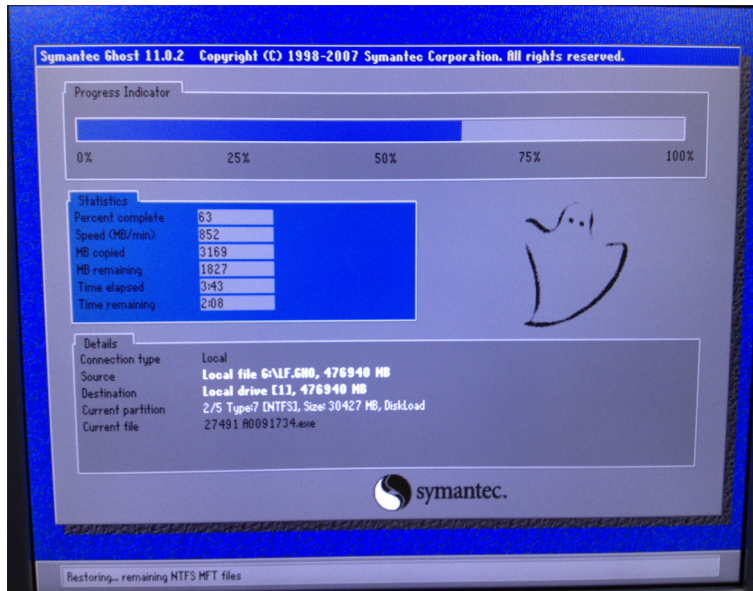 Symantec Ghost 11.0.2 Copyright (C) 1998-2007 Symantec Corporation. All rights reserved.
Progress Indicator
0% 25% 50% 75% 100%
Statistics
Percent complete 63
Speed (MB/min) 852
MB copied 3169
MB remaining 1827
Time elapsed 3:43
Time remaining 2:08
Details
Connection type Local
Source Local file G:\LF.GHO, 476940 MB
Destination Local drive [1], 476940 MB
Current partition 2/5 Type:7 [NTFS], Size: 30427 MB, DiskLoad
Current file 27491 A0091734.exe
symantec.
Restoring... remaining NTFS MFT files